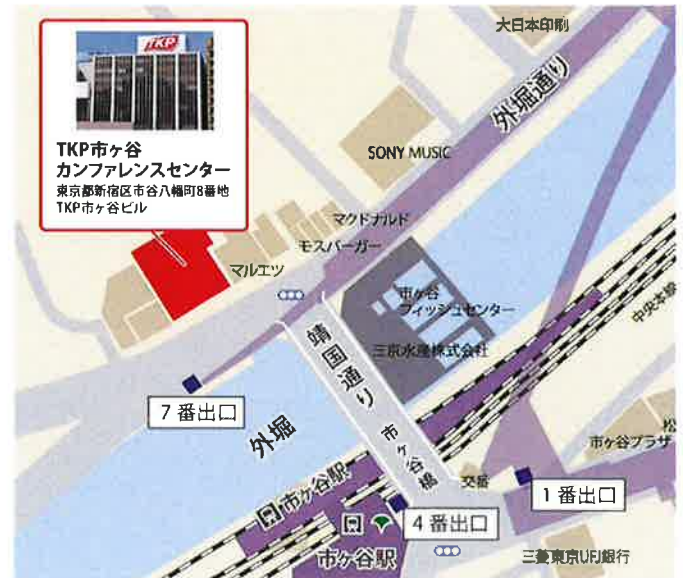 大日本印刷
外堀通り
TKP
TKP市ヶ谷
カンファレンスセンター
東京都新宿区市谷八幡町8番地
TKP市ヶ谷ビル
SONY MUSIC
マクドナルド
モスバーガー
マルエツ
市ヶ谷
フィッシュセンター
三京水産株式会社
中央本線
靖国通り
7番出口
外堀
市ヶ谷橋
松
市ヶ谷プラザ
交番
1番出口
市ヶ谷駅
4番出口
市ヶ谷駅
三菱東京UFJ銀行